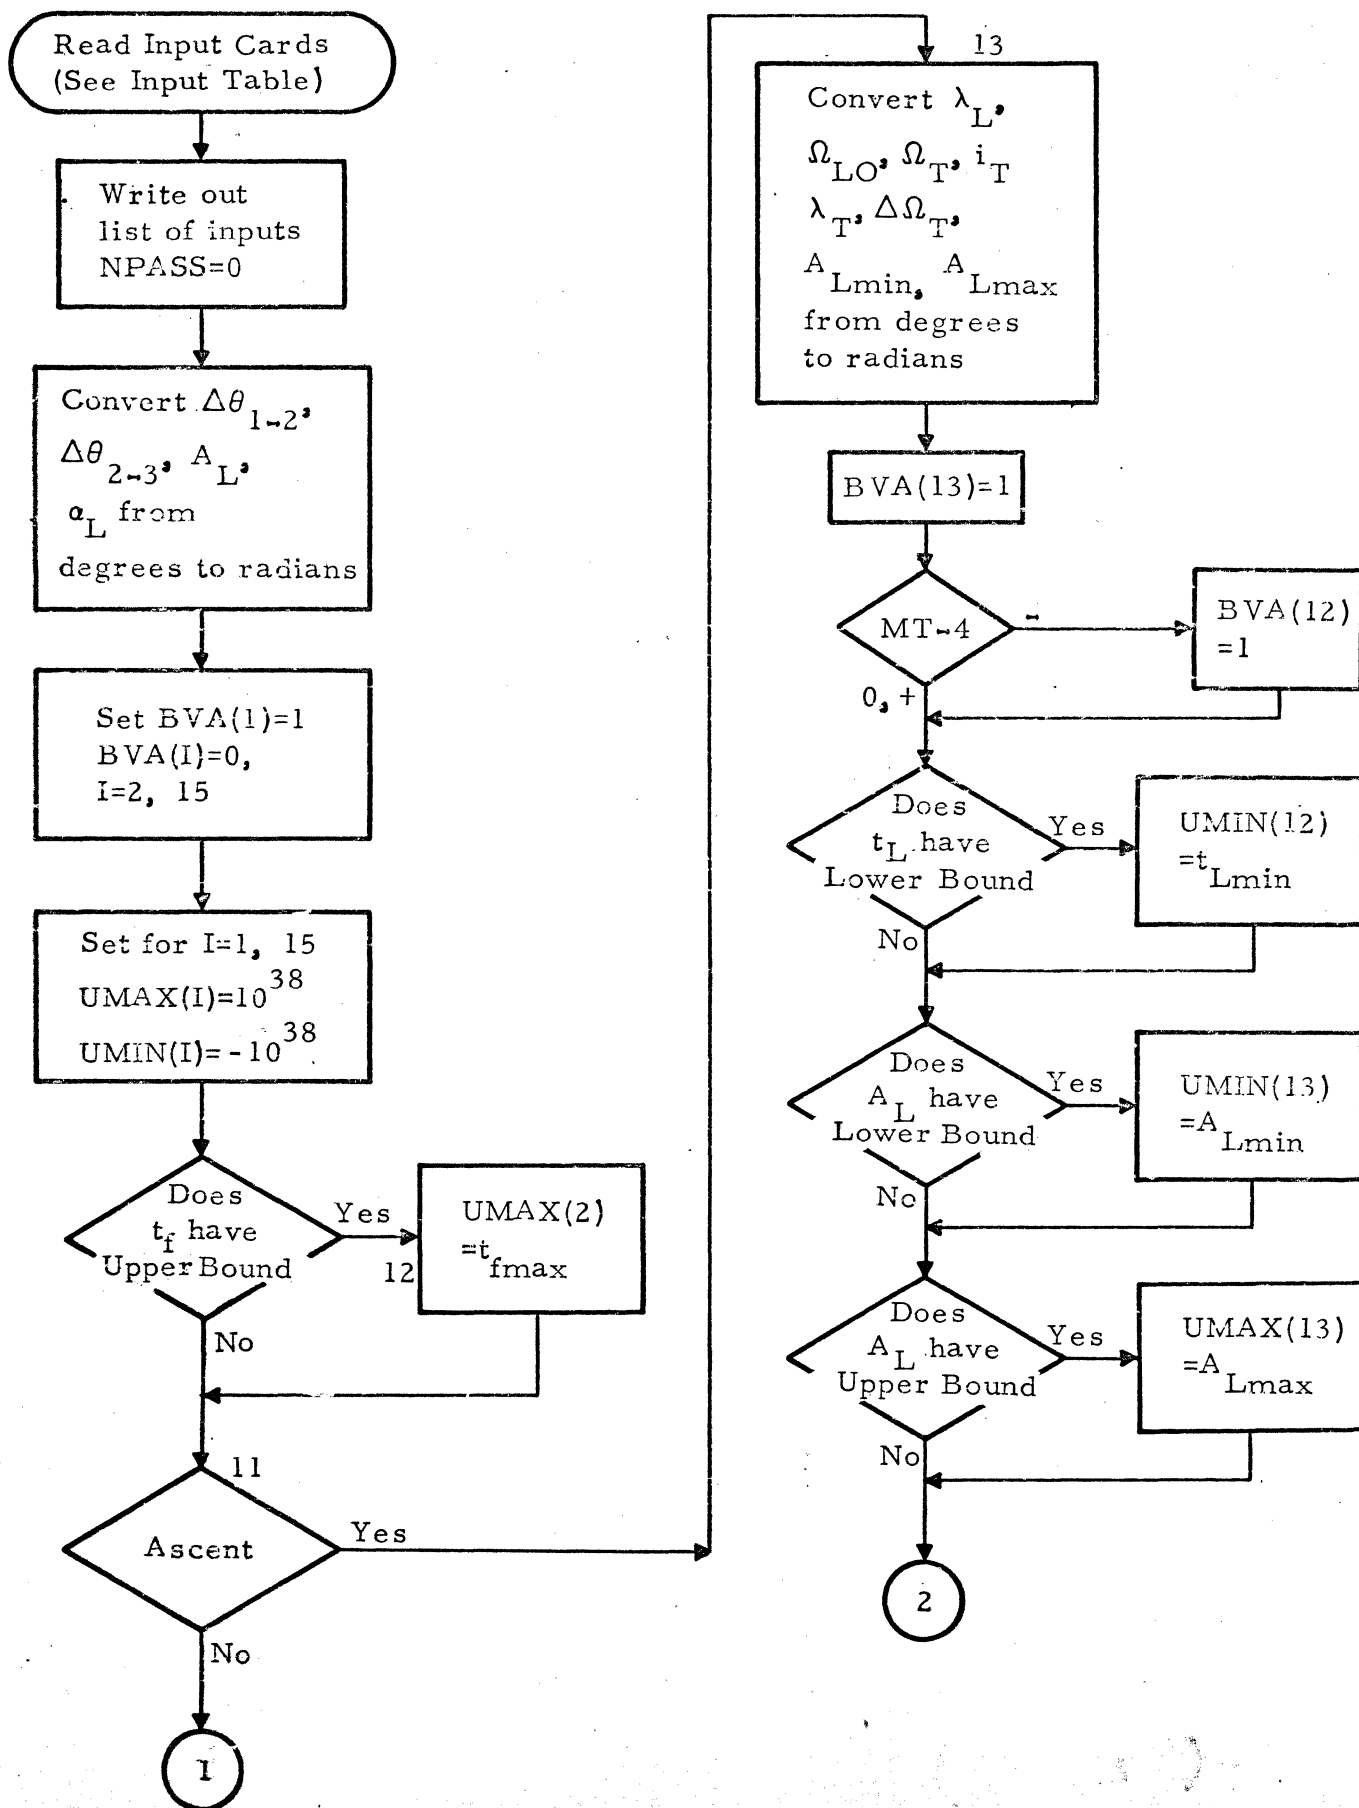 Read Input Cards
(See Input Table)
Write out
list of inputs
NPASS=0
Convert Δθ1-2,
Δθ2-3, AL,
αL from
degrees to radians
Set BVA(1)=1
BVA(I)=0,
I=2, 15
Set for I=1, 15
UMAX(I)=10^38
UMIN(I)=-10^38
Does
tf have
Upper Bound
Yes
12
UMAX(2)
=tfmax
No
11
Ascent
Yes
No
1
13
Convert λL,
ΩLO, ΩT, iT
λT, ΔΩT,
ALmin, ALmax
from degrees
to radians
BVA(13)=1
MT-4
-
BVA(12)
=1
0, +
Does
tL have
Lower Bound
Yes
UMIN(12)
=tLmin
No
Does
AL have
Lower Bound
Yes
UMIN(13)
=ALmin
No
Does
AL have
Upper Bound
Yes
UMAX(13)
=ALmax
No
2